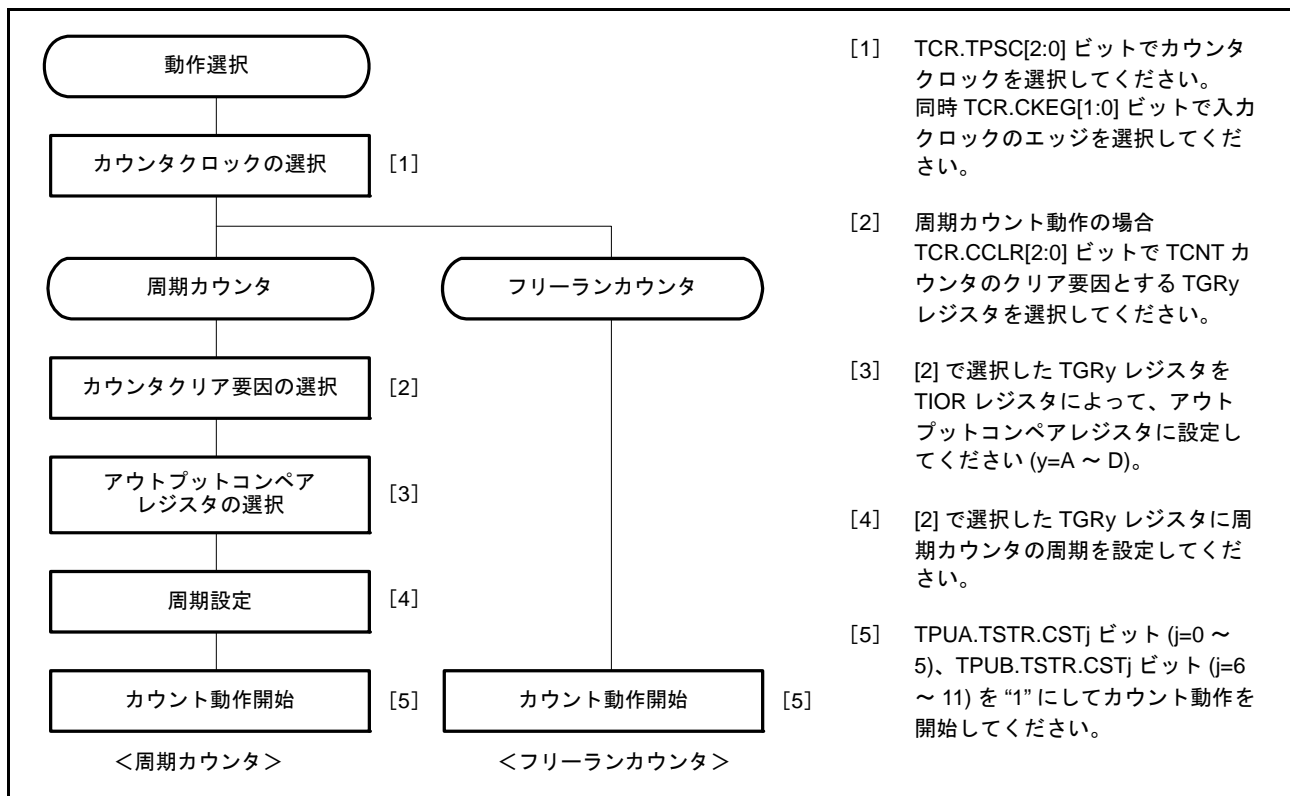 動作選択
カウンタクロックの選択 [1]
周期カウンタ
フリーランカウンタ
カウンタクリア要因の選択 [2]
アウトプットコンペア
レジスタの選択
[3]
周期設定 [4]
カウント動作開始 [5]
カウント動作開始 [5]
＜周期カウンタ＞
＜フリーランカウンタ＞
[1] TCR.TPSC[2:0] ビットでカウンタ
クロックを選択してください。
同時 TCR.CKEG[1:0] ビットで入力
クロックのエッジを選択してくだ
さい。
[2] 周期カウント動作の場合
TCR.CCLR[2:0] ビットで TCNT カ
ウンタのクリア要因とする TGRy
レジスタを選択してください。
[3] [2] で選択した TGRy レジスタを
TIOR レジスタによって、アウト
プットコンペアレジスタに設定し
てください (y=A ～ D)。
[4] [2] で選択した TGRy レジスタに周
期カウンタの周期を設定してくだ
さい。
[5] TPUA.TSTR.CSTj ビット (j=0 ～
5)、TPUB.TSTR.CSTj ビット (j=6
～ 11) を “1” にしてカウント動作を
開始してください。